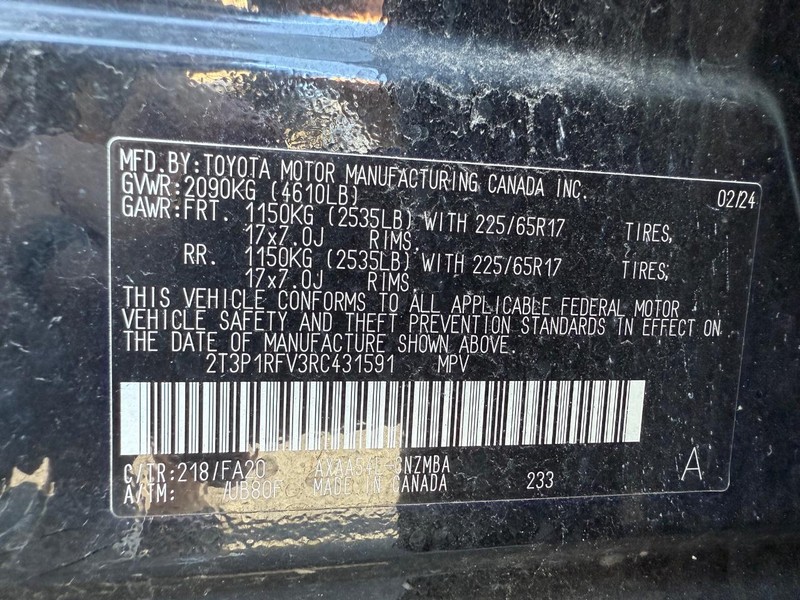 MFD.BY:TOYOTA MOTOR MANUFACTURING CANADA INC.
GVWR:2090KG (4610LB) 02/24
GAWR:FRT. 1150KG (2535LB) WITH 225/65R17 TIRES,
17x7.0J RIMS.
RR. 1150KG (2535LB) WITH 225/65R17 TIRES,
17x7.0J RIMS.
THIS VEHICLE CONFORMS TO ALL APPLICABLE FEDERAL MOTOR
VEHICLE SAFETY AND THEFT PREVENTION STANDARDS IN EFFECT ON
THE DATE OF MANUFACTURE SHOWN ABOVE.
2T3P1RFV3RC431591 MPV
C/TR:218/FA20
A/TM: /UB80F MADE IN CANADA 233 A